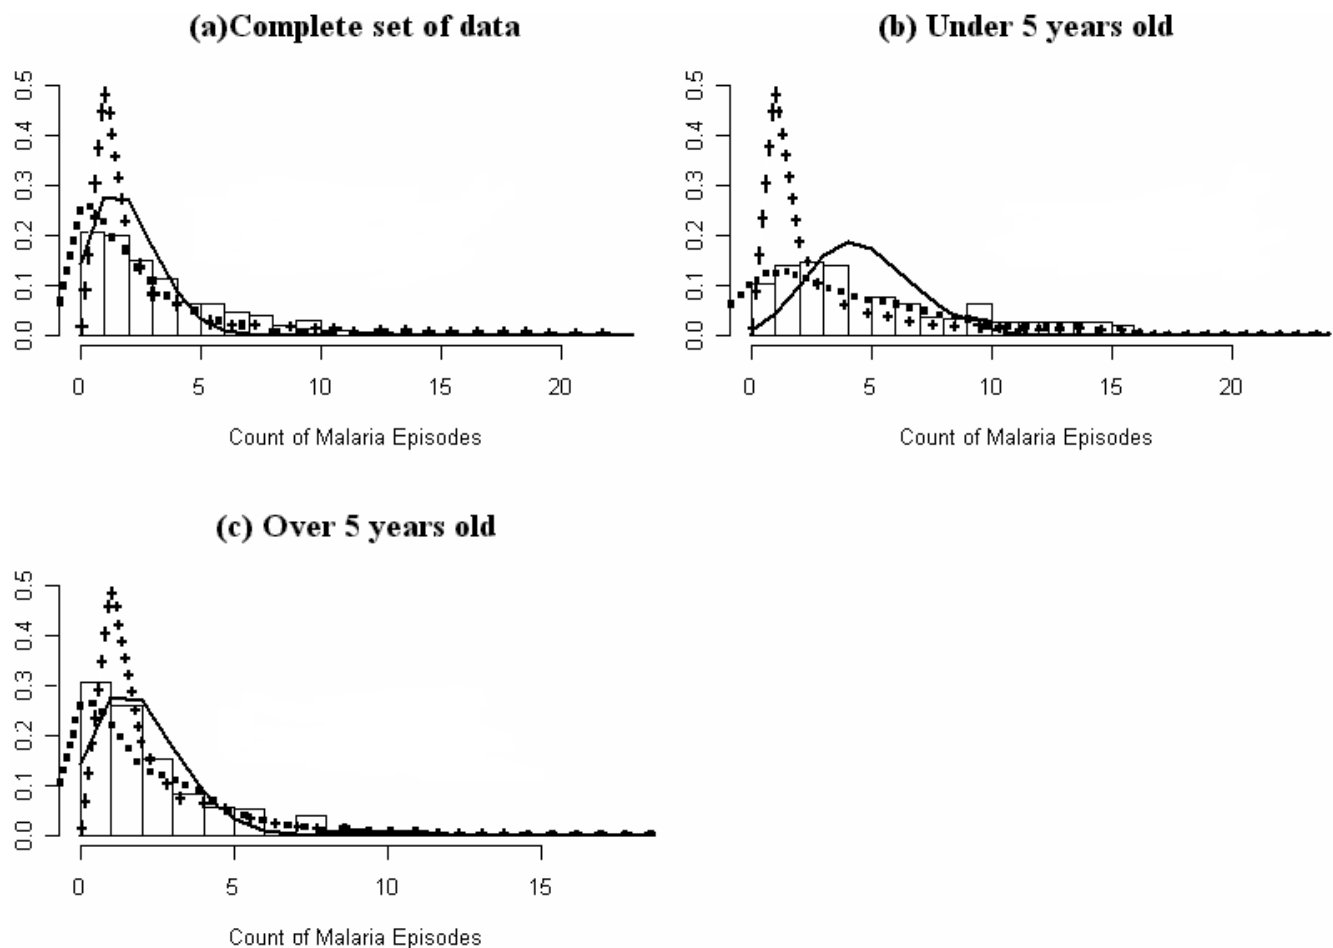 (a)Complete set of data
0.5
0.4
0.3
0.2
0.1
0.0
0 5 10 15 20
Count of Malaria Episodes
(b) Under 5 years old
0.5
0.4
0.3
0.2
0.1
0.0
0 5 10 15 20
Count of Malaria Episodes
(c) Over 5 years old
0.5
0.4
0.3
0.2
0.1
0.0
0 5 10 15
Count of Malaria Episodes